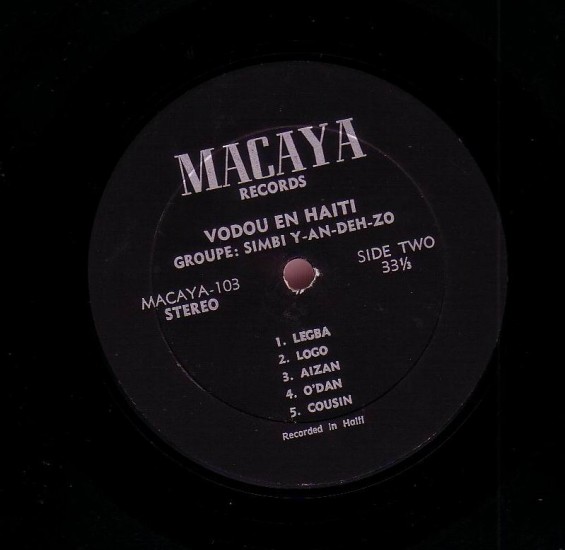 MACAYA
RECORDS
VODOU EN HAITI
GROUPE: SIMBI Y-AN-DEH-ZO
SIDE TWO
33⅓
MACAYA-103
STEREO
1. LEGBA
2. LOGO
3. AIZAN
4. O'DAN
5. COUSIN
Recorded in Haiti